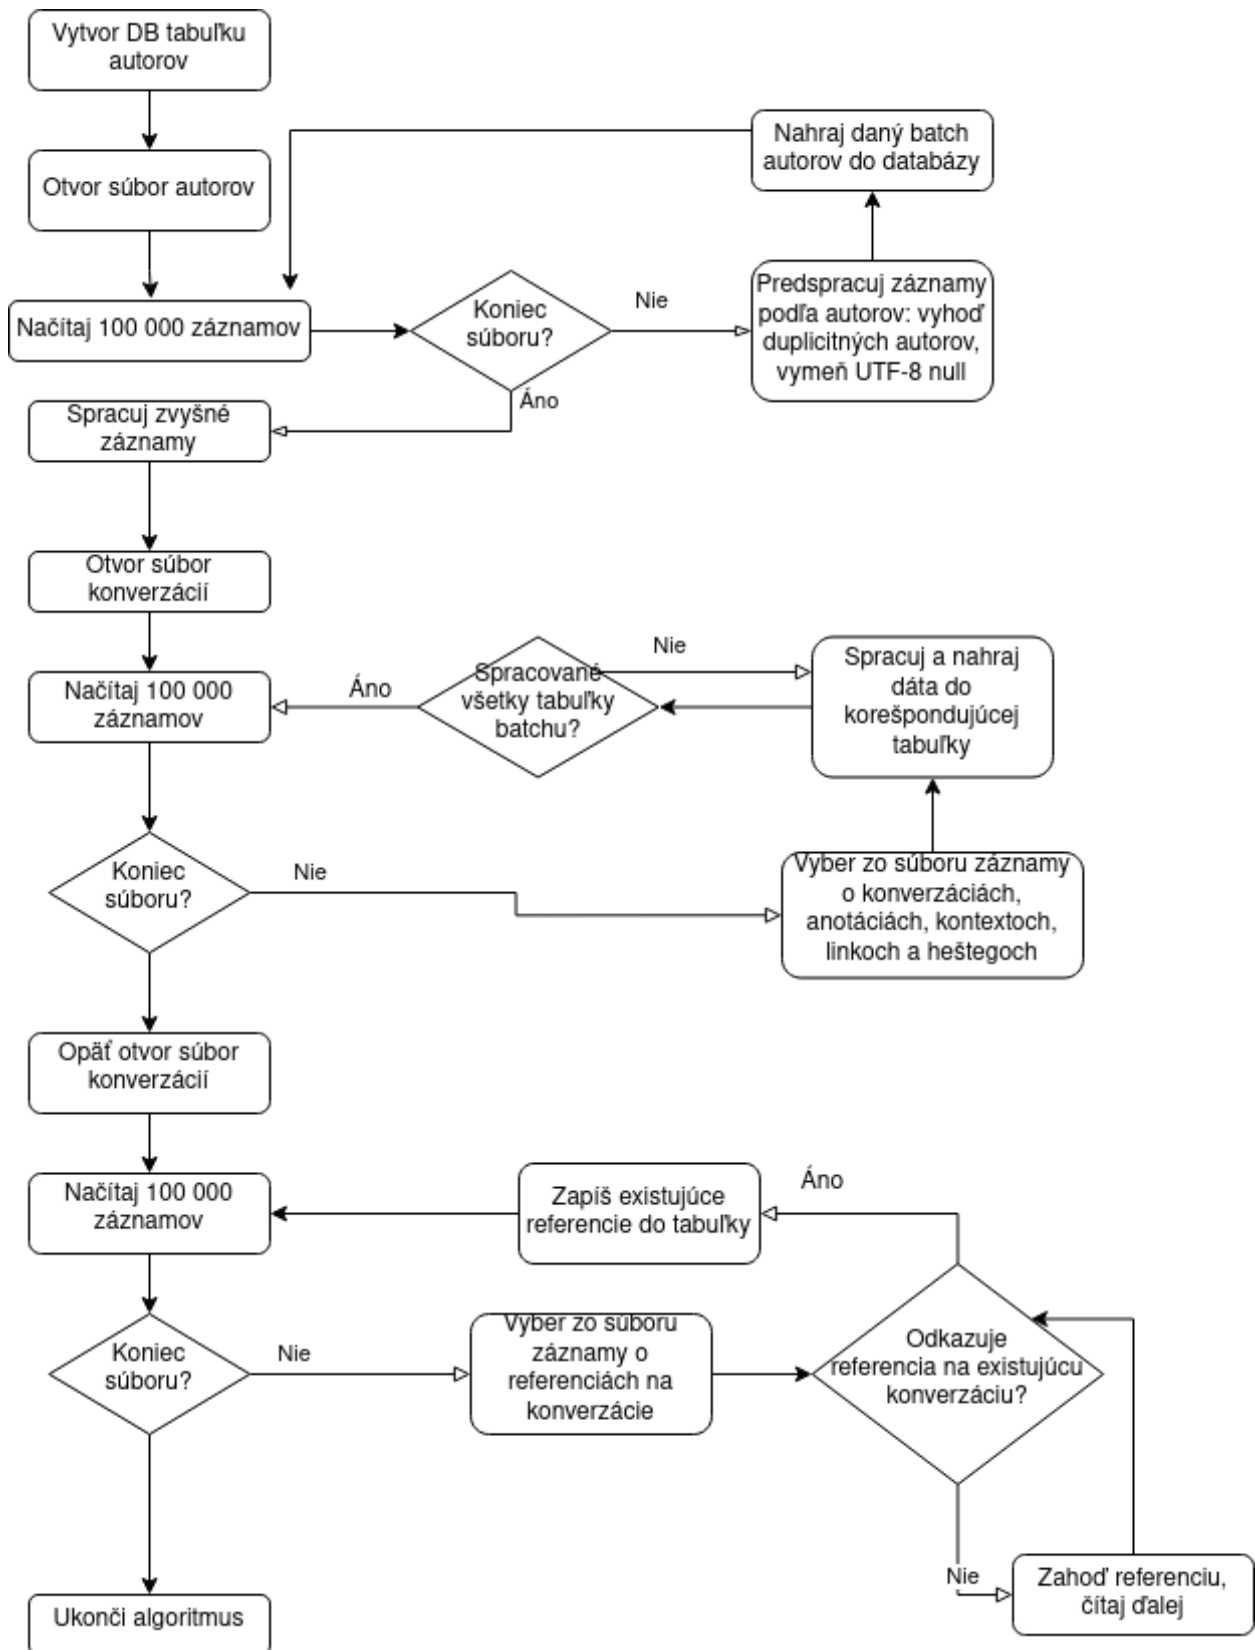 Vytvor DB tabuľku
autorov
Otvor súbor autorov
Načítaj 100 000 záznamov
Koniec
súboru?
Nie
Áno
Nahraj daný batch
autorov do databázy
Predspracuj záznamy
podľa autorov: vyhoď
duplicitných autorov,
vymeň UTF-8 null
Spracuj zvyšné
záznamy
Otvor súbor
konverzácií
Načítaj 100 000
záznamov
Áno
Spracované
všetky tabuľky
batchu?
Nie
Spracuj a nahraj
dáta do
korešpondujúcej
tabuľky
Koniec
súboru?
Nie
Vyber zo súboru záznamy
o konverzáciách,
anotáciách, kontextoch,
linkoch a heštegoch
Opäť otvor súbor
konverzácií
Načítaj 100 000
záznamov
Zapíš existujúce
referencie do tabuľky
Áno
Koniec
súboru?
Nie
Vyber zo súboru
záznamy o
referenciách na
konverzácie
Odkazuje
referencia na existujúcu
konverzáciu?
Nie
Zahoď referenciu,
čítaj ďalej
Ukonči algoritmus